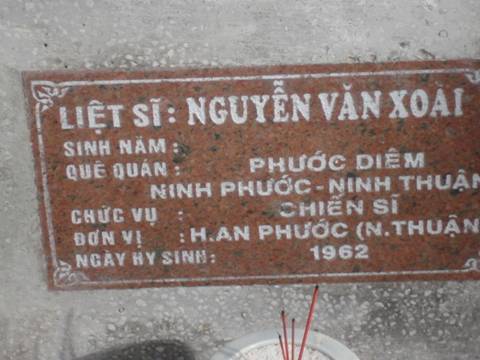 LIỆT SĨ: NGUYỄN VĂN XOÀI
SINH NĂM :
QUÊ QUÁN : PHƯỚC DIÊM
NINH PHƯỚC - NINH THUẬN
CHỨC VỤ : CHIẾN SĨ
ĐƠN VỊ : H.AN PHƯỚC (N.THUẬN
NGÀY HY SINH: 1962